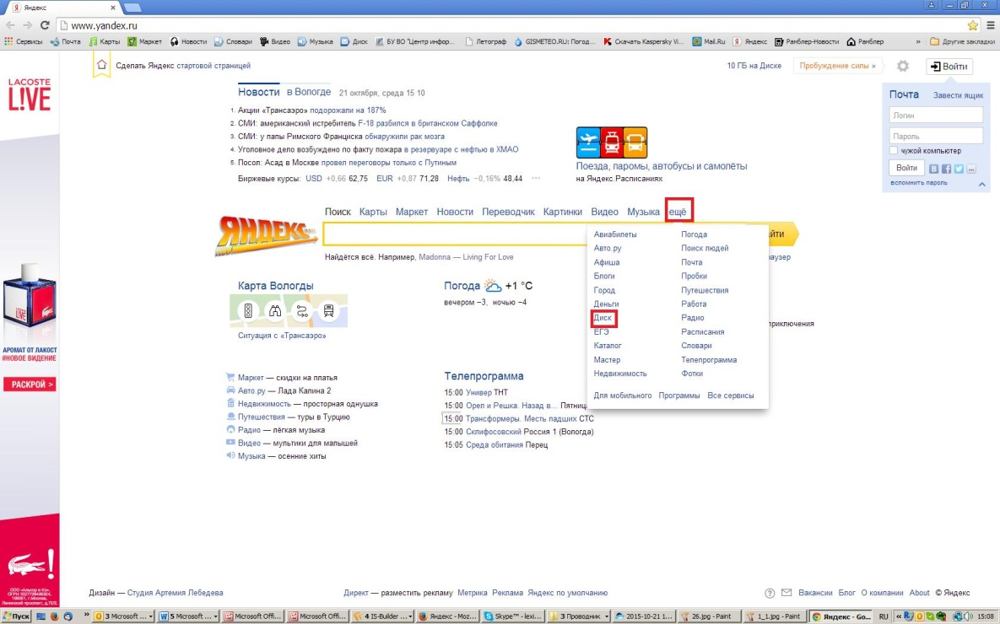 Яндекс
www.yandex.ru
Сервисы Почта Карты Маркет Новости Словари Видео Музыка Диск БУ ВО "Центр инфор... Летограф GISMETEO.RU: Погод... Скачать Kaspersky Vi... Mail.Ru Яндекс Рамблер-Новости Рамблер » Другие закладки
Сделать Яндекс стартовой страницей
10 ГБ на Диске
Пробуждение силы ×
Войти
LACOSTE
L!VE
АРОМАТ ОТ ЛАКОСТ
#НОВОЕ ВИДЕНИЕ
РАСКРОЙ >
Новости в Вологде 21 октября, среда 15 10
1. Акции «Трансаэро» подорожали на 187%
2. СМИ: американский истребитель F-18 разбился в британском Саффолке
3. СМИ: у папы Римского Франциска обнаружили рак мозга
4. Уголовное дело возбуждено по факту пожара в резервуаре с нефтью в ХМАО
5. Посол: Асад в Москве провел переговоры только с Путиным
Биржевые курсы: USD +0,66 62,75 EUR +0,87 71,28 Нефть −0,16% 48,44 ...
Поезда, паромы, автобусы и самолёты
на Яндекс.Расписаниях
Почта Завести ящик
Логин
Пароль
чужой компьютер
Войти
вспомнить пароль
Поиск Карты Маркет Новости Переводчик Картинки Видео Музыка ещё
ЯНДЕКС
йти
Найдётся всё. Например, Madonna — Living For Love
аузер
Авиабилеты Погода
Авто.ру Поиск людей
Афиша Почта
Блоги Пробки
Город Путешествия
Деньги Работа
Диск Радио
ЕГЭ Расписания
Каталог Словари
Мастер Телепрограмма
Недвижимость Фотки
Для мобильного Программы Все сервисы
риключения
Карта Вологды
Ситуация с «Трансаэро»
Погода +1 °C
вечером −3, ночью −4
Маркет — скидки на платья
Авто.ру — Лада Калина 2
Недвижимость — просторная однушка
Путешествия — туры в Турцию
Радио — лёгкая музыка
Видео — мультики для малышей
Музыка — осенние хиты
Телепрограмма
15:00 Универ ТНТ
15:00 Орел и Решка. Назад в... Пятница
15:00 Трансформеры. Месть падших СТС
15:00 Склифосовский Россия 1 (Вологда)
15:05 Среда обитания Перец
Дизайн — Студия Артемия Лебедева
Директ — разместить рекламу Метрика Реклама Яндекс по умолчанию
Вакансии Блог О компании About © Яндекс
Пуск » 3 Microsoft ... 5 Microsoft ... Microsoft Offi... Microsoft Offi... 4 IS-Builder ... Яндекс - Moz... Skype™ - lexi... 3 Проводник 2015-10-21 1... 26.jpg - Paint 1_1.jpg - Paint Яндекс - Go... RU « 15:08